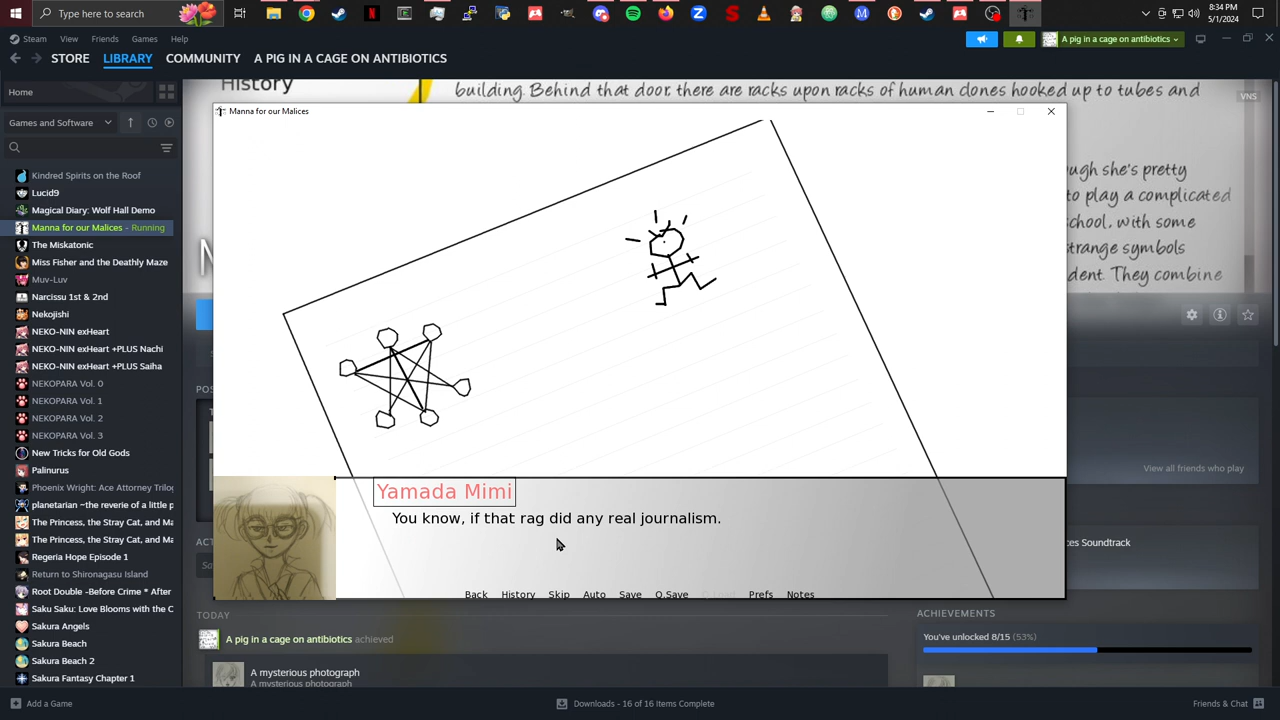 Type here to search
8:34 PM
5/1/2024
Steam View Friends Games Help
A pig in a cage on antibiotics
STORE LIBRARY COMMUNITY A PIG IN A CAGE ON ANTIBIOTICS
Home
History
building. Behind that door, there are racks upon racks of human clones hooked up to tubes and
VNS
Manna for our Malices
Games and Software
Kindred Spirits on the Roof
Lucid9
Magical Diary: Wolf Hall Demo
Manna for our Malices - Running
The Miskatonic
Miss Fisher and the Deathly Maze
Muv-Luv
Narcissu 1st & 2nd
Nekojishi
NEKO-NIN exHeart
NEKO-NIN exHeart +PLUS Nachi
NEKO-NIN exHeart +PLUS Saiha
NEKOPARA Vol. 0
NEKOPARA Vol. 1
NEKOPARA Vol. 2
NEKOPARA Vol. 3
New Tricks for Old Gods
Palinurus
Phoenix Wright: Ace Attorney Trilog
planetarian ~the reverie of a little p
The Princess, the Stray Cat, and Ma
The Princess, the Stray Cat, and Ma
Regeria Hope Episode 1
Return to Shironagasu Island
Root Double -Before Crime * After
Saku Saku: Love Blooms with the C
Sakura Angels
Sakura Beach
Sakura Beach 2
Sakura Fantasy Chapter 1
ugh she's pretty
to play a complicated
school, with some
strange symbols
dent. They combine
View all friends who play
Yamada Mimi
You know, if that rag did any real journalism.
Back History Skip Auto Save Q.Save Q.Load Prefs Notes
ces Soundtrack
TODAY
A pig in a cage on antibiotics achieved
A mysterious photograph
A mysterious photograph
ACHIEVEMENTS
You've unlocked 8/15 (53%)
Add a Game
Downloads - 16 of 16 Items Complete
Friends & Chat